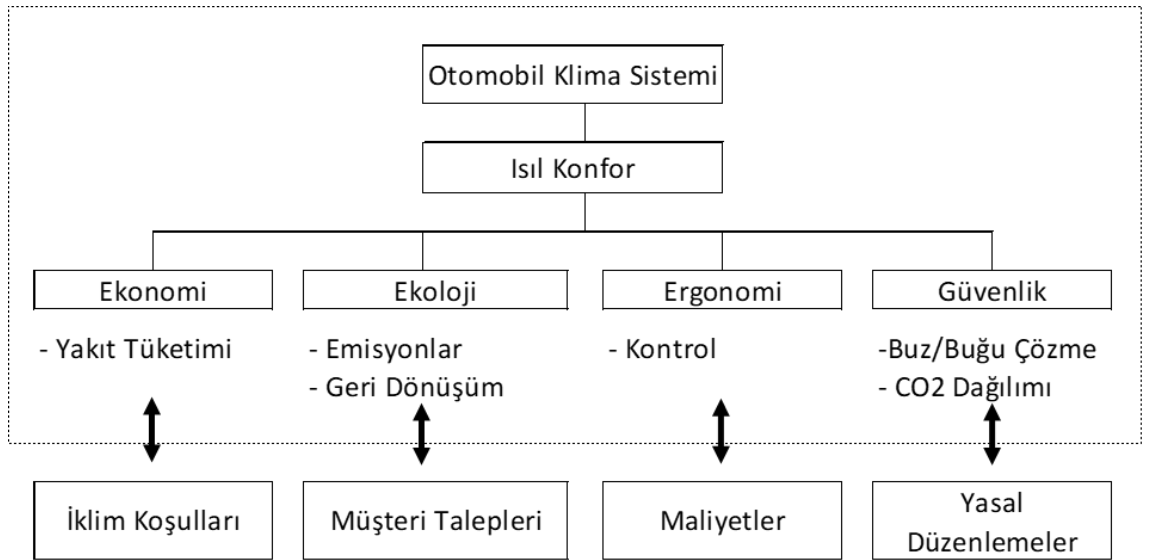 Otomobil Klima Sistemi
Isıl Konfor
Ekonomi
Ekoloji
Ergonomi
Güvenlik
- Yakıt Tüketimi
- Emisyonlar
- Geri Dönüşüm
- Kontrol
-Buz/Buğu Çözme
- CO2 Dağılımı
İklim Koşulları
Müşteri Talepleri
Maliyetler
Yasal
Düzenlemeler